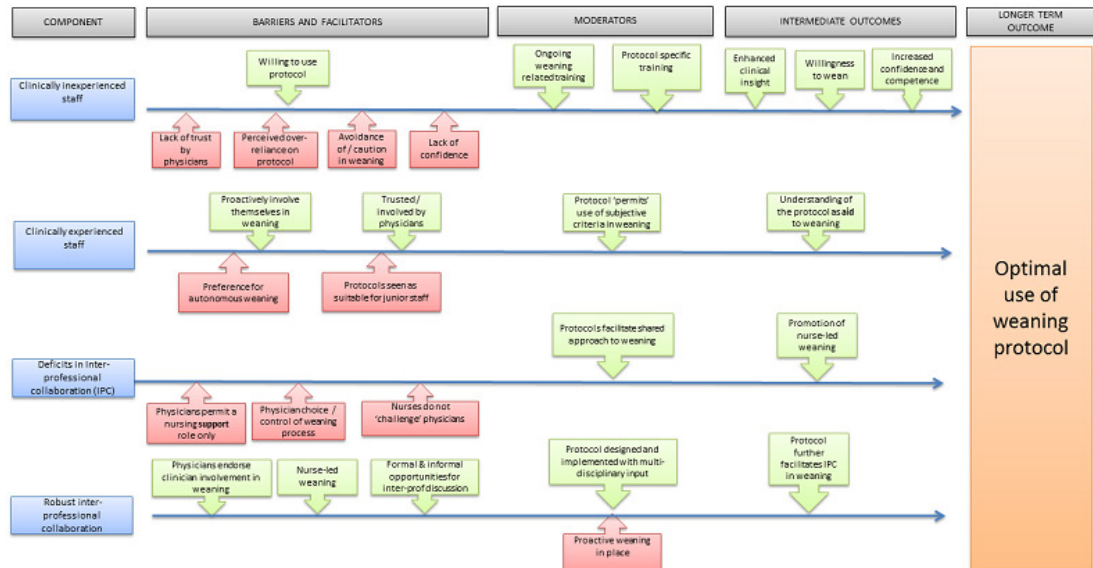 COMPONENT
BARRIERS AND FACILITATORS
MODERATORS
INTERMEDIATE OUTCOMES
LONGER TERM
OUTCOME
Clinically inexperienced
staff
Willing to use
protocol
Ongoing
weaning
related training
Protocol specific
training
Enhanced
clinical
insight
Willingness
to wean
Increased
confidence and
competence
Lack of trust
by
physicians
Perceived over-
reliance on
protocol
Avoidance
of / caution
in weaning
Lack of
confidence
Clinically experienced
staff
Proactively involve
themselves in
weaning
Trusted /
involved by
physicians
Protocol ‘permits’
use of subjective
criteria in weaning
Understanding
of the protocol as aid
to weaning
Preference for
autonomous weaning
Protocols seen as
suitable for junior staff
Deficits in Inter-
professional
collaboration (IPC)
Protocols facilitate shared
approach to weaning
Promotion of
nurse-led
weaning
Physicians permit a
nursing support
role only
Physician choice /
control of weaning
process
Nurses do not
‘challenge’ physicians
Robust inter-
professional
collaboration
Physicians endorse
clinician involvement in
weaning
Nurse-led
weaning
Formal & informal
opportunities for
inter-prof discussion
Protocol designed and
implemented with multi-
disciplinary input
Protocol
further
facilitates IPC
in weaning
Proactive weaning
in place
Optimal
use of
weaning
protocol